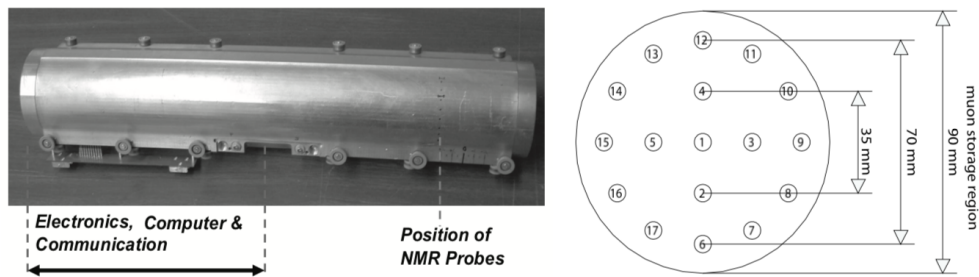 Electronics, Computer &
Communication
Position of
NMR Probes
12
13
11
14
4
10
15
5
1
3
9
16
2
8
17
7
6
35 mm
70 mm
90 mm
muon storage region